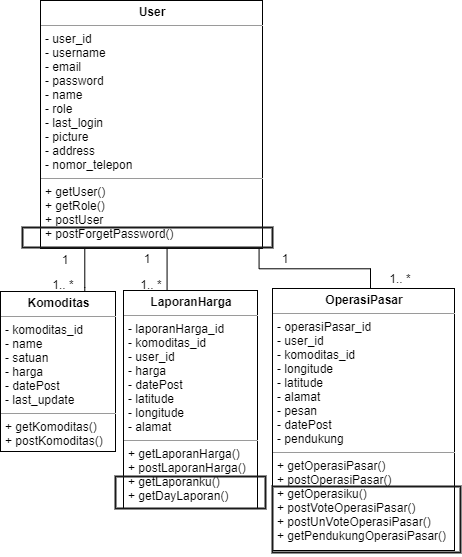 User
- user_id
- username
- email
- password
- name
- role
- last_login
- picture
- address
- nomor_telepon
+ getUser()
+ getRole()
+ postUser
+ postForgetPassword()
1
1
1
1.. *
1.. *
1.. *
Komoditas
- komoditas_id
- name
- satuan
- harga
- datePost
- last_update
+ getKomoditas()
+ postKomoditas()
LaporanHarga
- laporanHarga_id
- komoditas_id
- user_id
- harga
- datePost
- latitude
- longitude
- alamat
+ getLaporanHarga()
+ postLaporanHarga()
+ getLaporanku()
+ getDayLaporan()
OperasiPasar
- operasiPasar_id
- user_id
- komoditas_id
- longitude
- latitude
- alamat
- pesan
- datePost
- pendukung
+ getOperasiPasar()
+ postOperasiPasar()
+ getOperasiku()
+ postVoteOperasiPasar()
+ postUnVoteOperasiPasar()
+ getPendukungOperasiPasar()